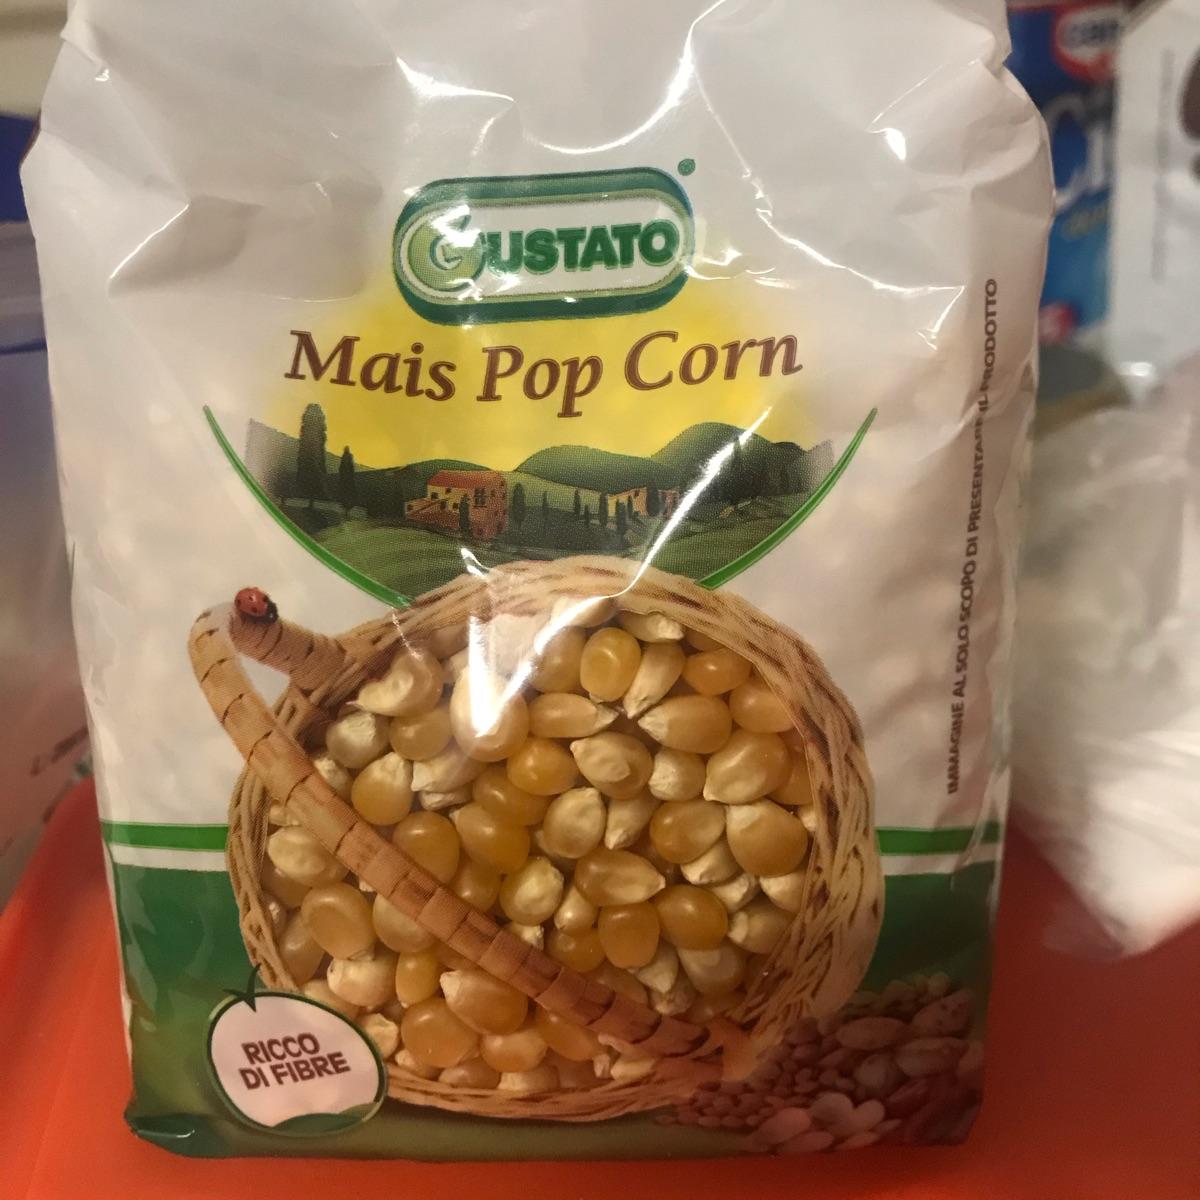 GUSTATO
Mais Pop Corn
IMMAGINE AL SOLO SCOPO DI PRESENTARE IL PRODOTTO
RICCO
DI FIBRE